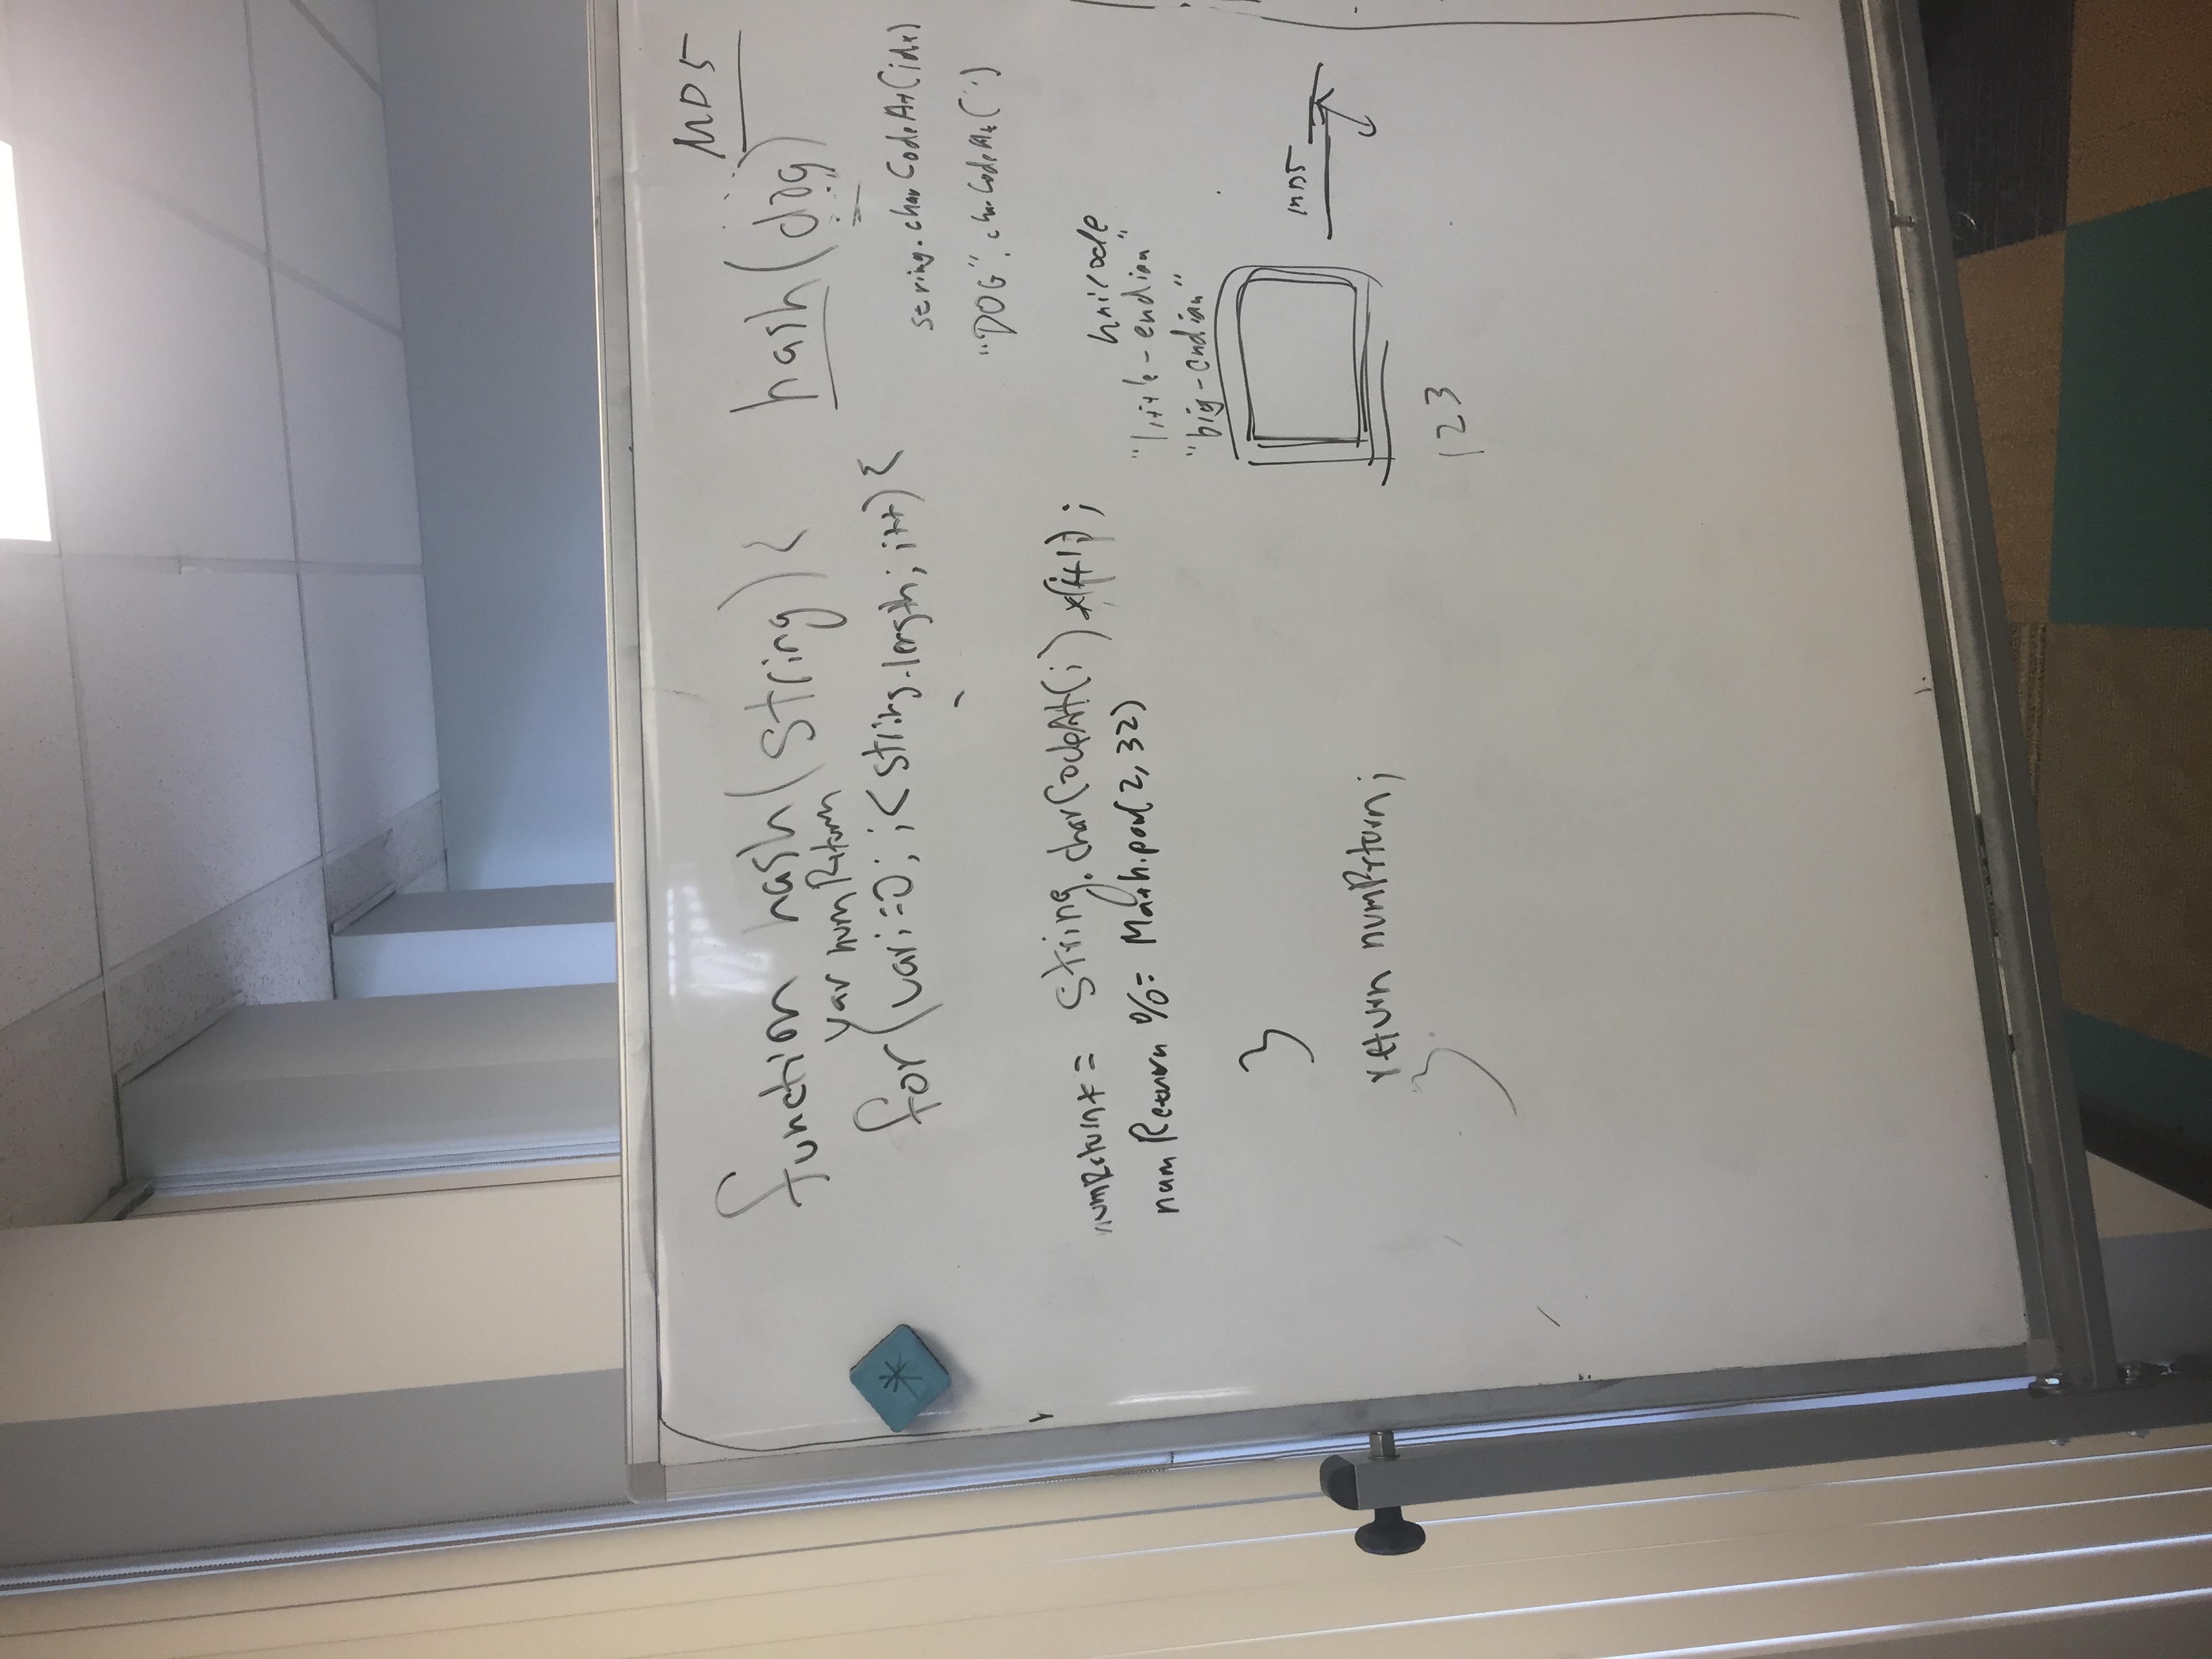 MD5
function hash(string){
var numReturn
for(var i=0; i<string.length; i++){
numReturn *= string.charCodeAt(i) *(i+1);
numReturn %= Math.pow(2, 32)
}
return numReturn;
}
hash(dog)
string.charCodeAt(idx)
"DOG".charCodeAt(
unicode
"little-endian"
"big-endian"
MD5
123